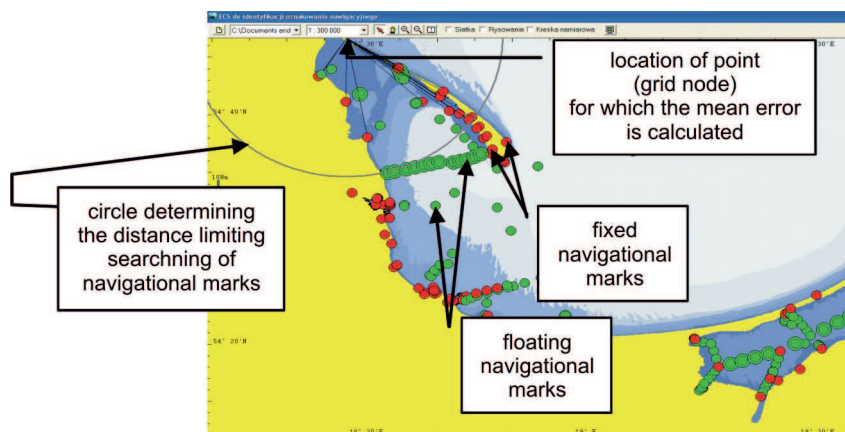 ECS do identyfikacji oznakowania nawigacyjnego
C:\Documents and
1 : 300 000
Siatka
Rysowanie
Kreska namiarowa
location of point
(grid node)
for which the mean error
is calculated
54° 40' N
10Nm
circle determining
the distance limiting
searchning of
navigational marks
fixed
navigational
marks
floating
navigational
marks
54° 20' N